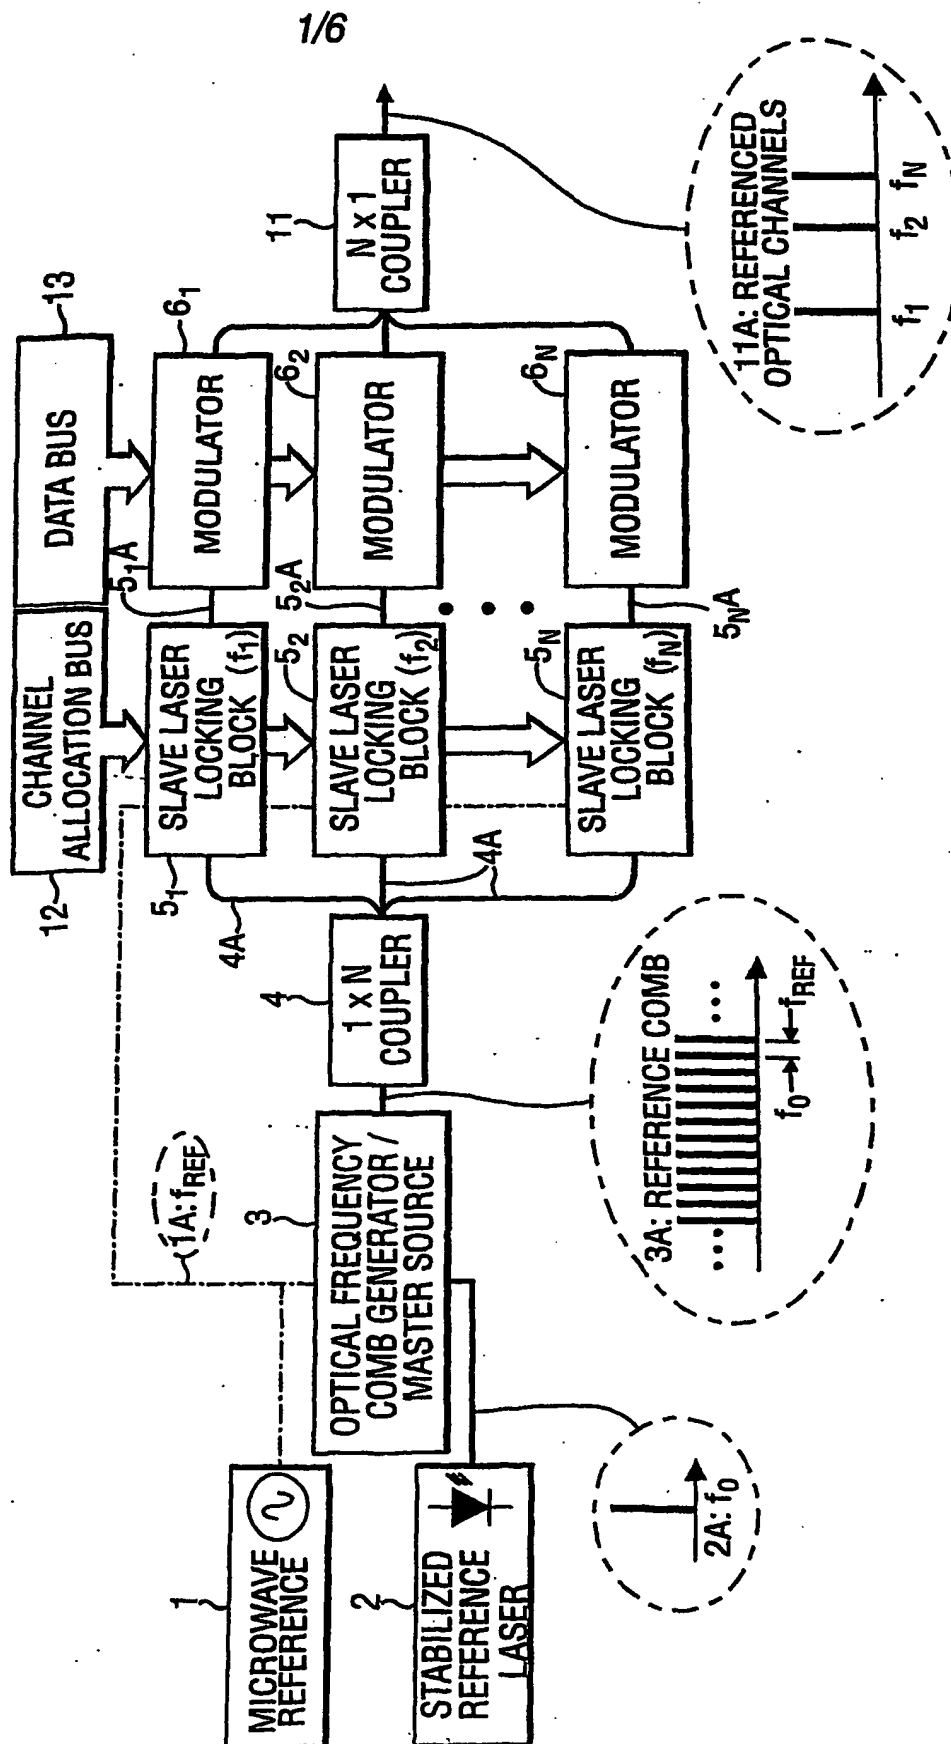 1/6
MICROWAVE
REFERENCE
1
STABILIZED
REFERENCE
LASER
2
2A: f0
(1A: fREF
3
OPTICAL FREQUENCY
COMB GENERATOR /
MASTER SOURCE
3A: REFERENCE COMB
f0
fREF
4
1 x N
COUPLER
4A
4A
12
CHANNEL
ALLOCATION BUS
13
DATA BUS
51
SLAVE LASER
LOCKING
BLOCK (f1)
51A
61
MODULATOR
52
SLAVE LASER
LOCKING
BLOCK (f2)
52A
62
MODULATOR
5N
SLAVE LASER
LOCKING
BLOCK (fN)
5NA
6N
MODULATOR
11
N x 1
COUPLER
11A: REFERENCED
OPTICAL CHANNELS
f1 f2 fN